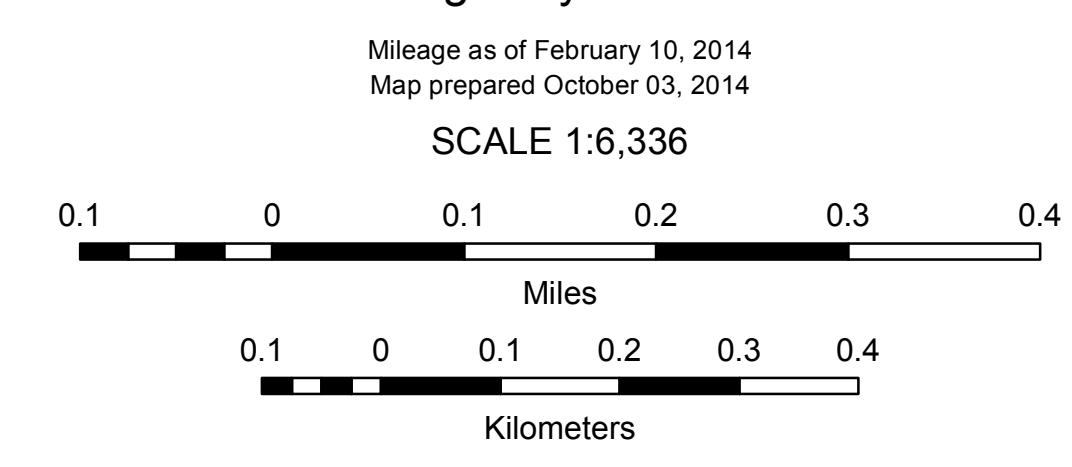 Mileage as of February 10, 2014
Map prepared October 03, 2014
SCALE 1:6,336
0.1 0 0.1 0.2 0.3 0.4
Miles
0.1 0 0.1 0.2 0.3 0.4
Kilometers